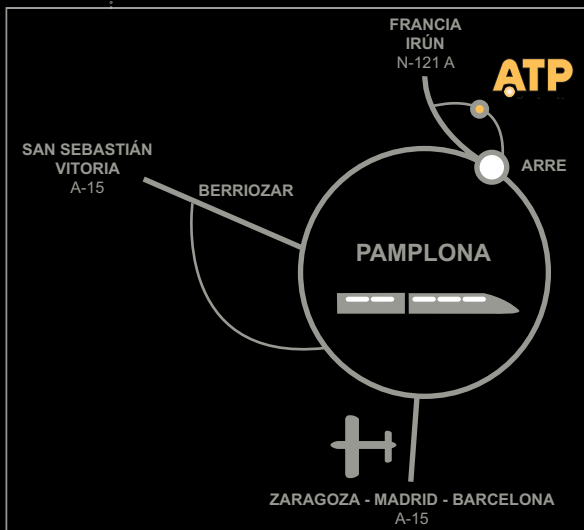 FRANCIA
IRÚN
N-121 A
ATP
SAN SEBASTIÁN
VITORIA
A-15
BERRIOZAR
ARRE
PAMPLONA
ZARAGOZA - MADRID - BARCELONA
A-15